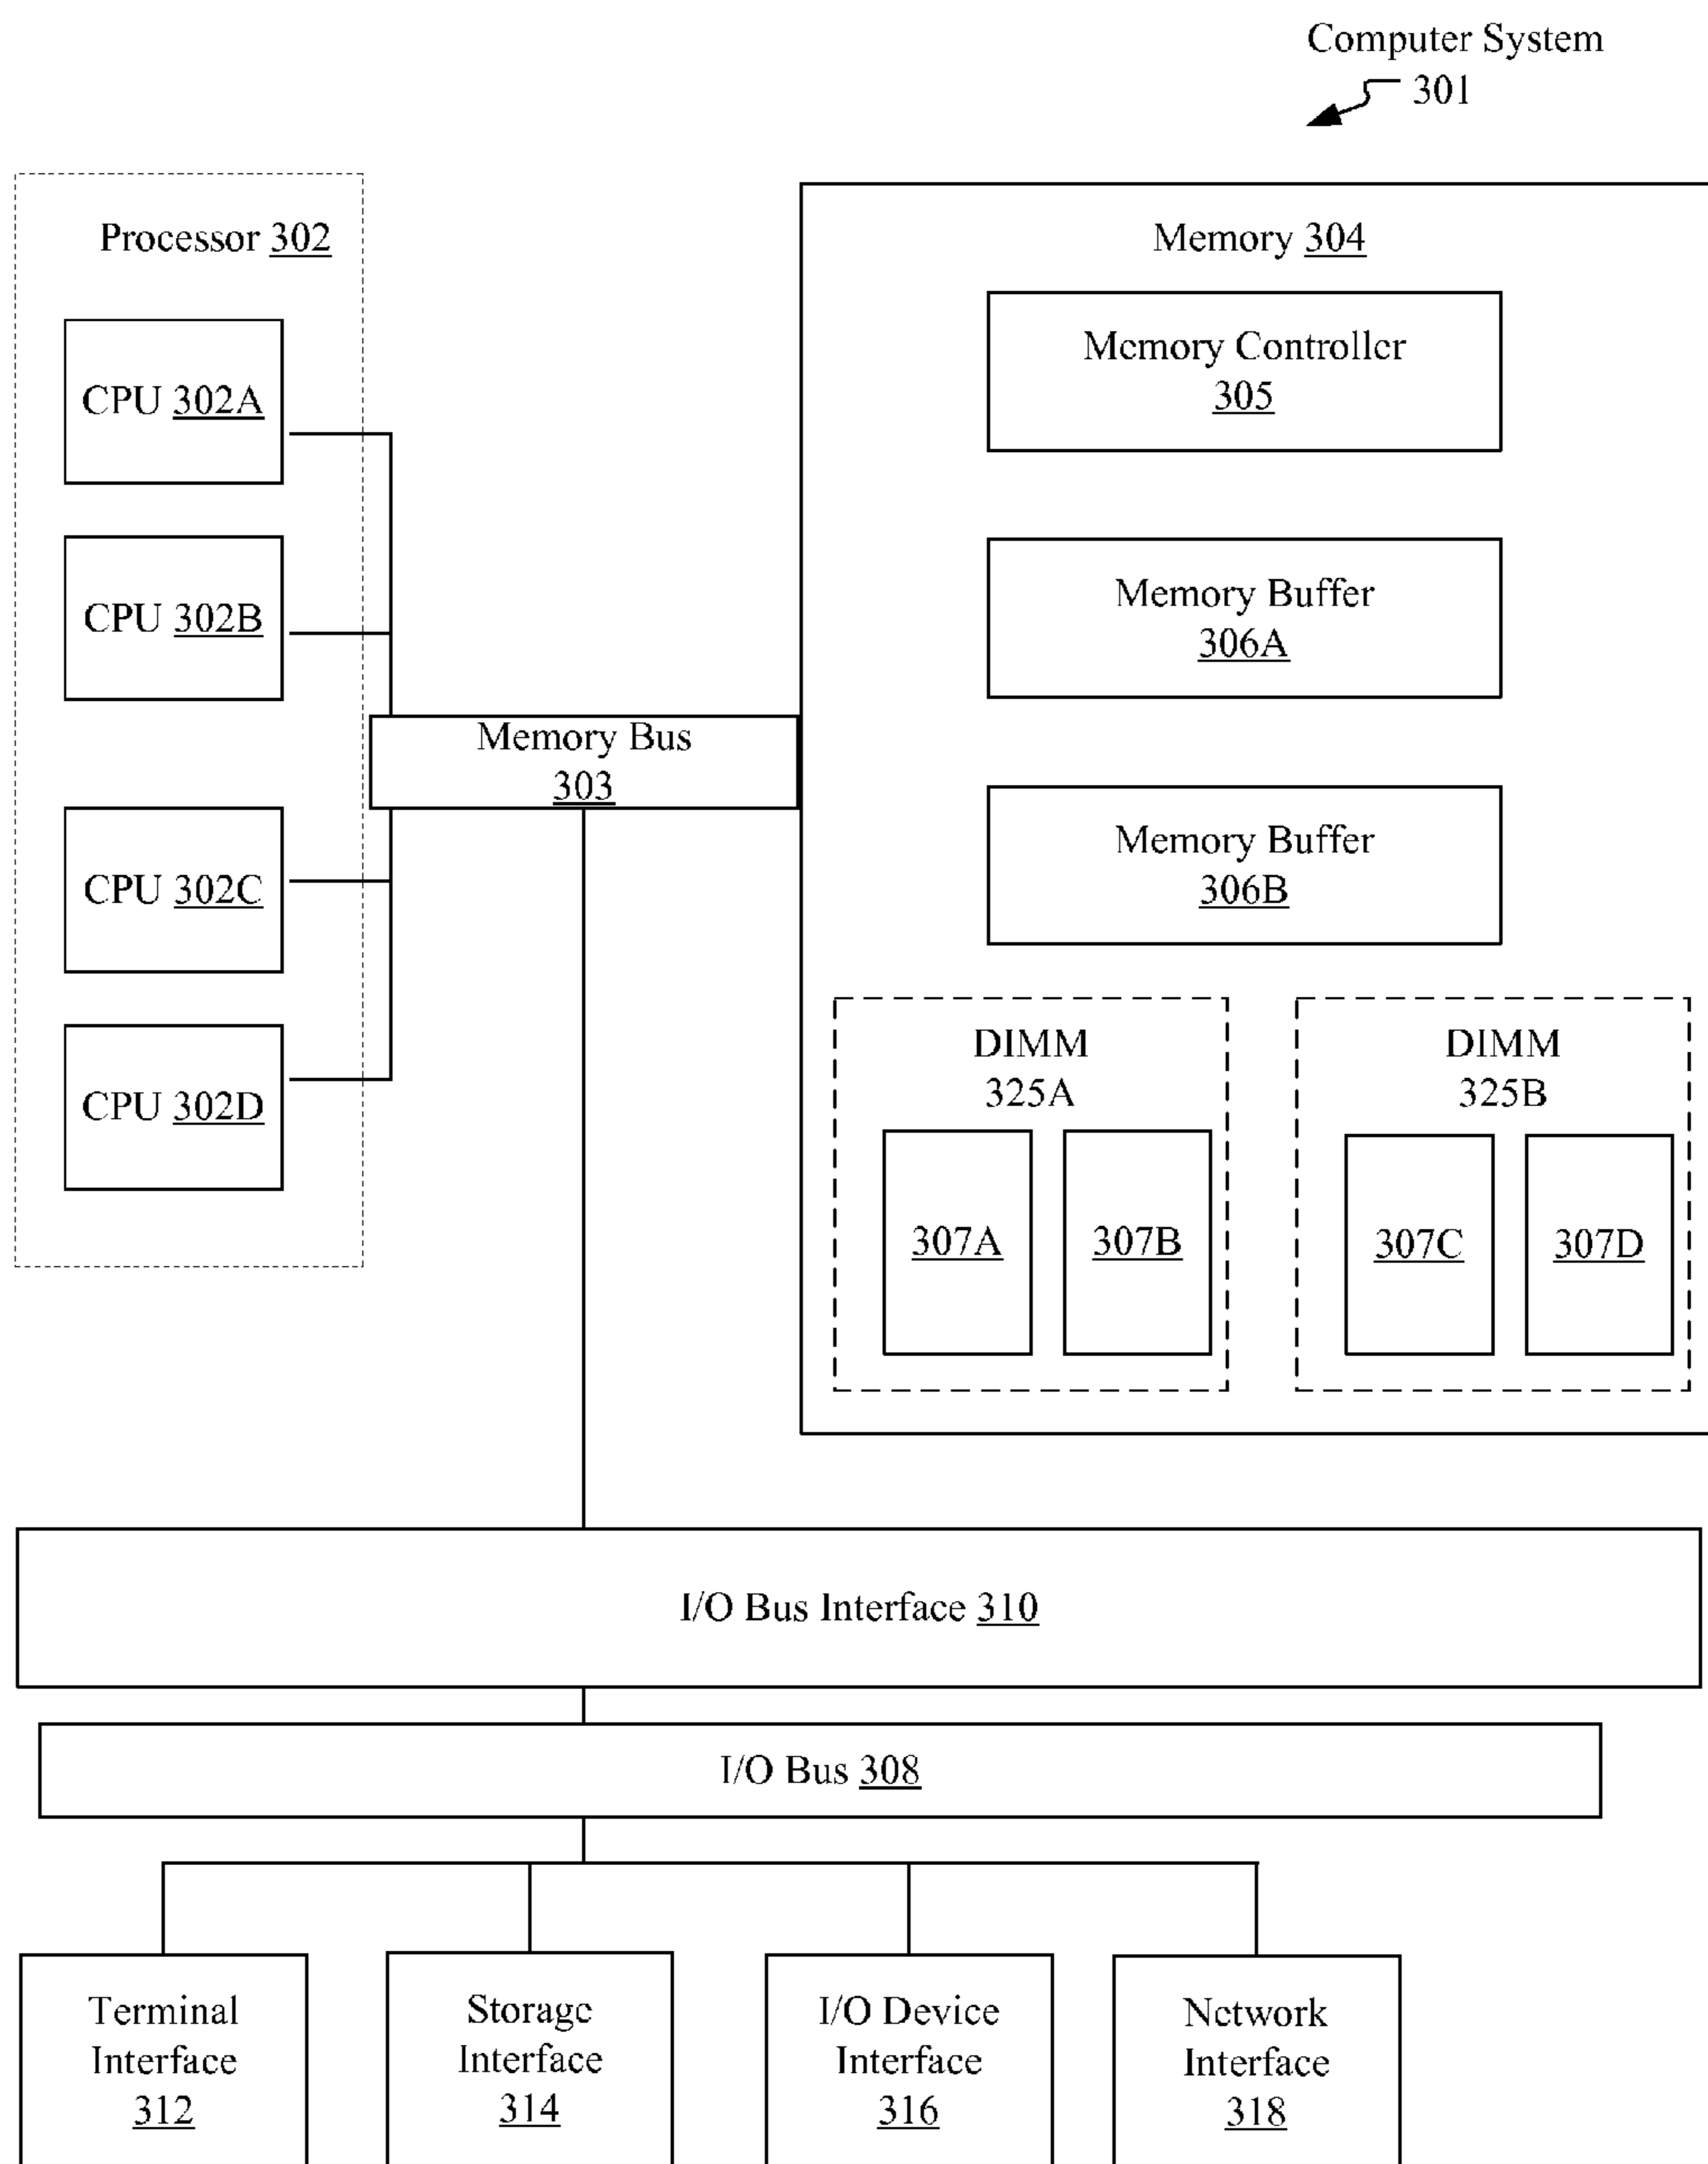 Computer System
301
Processor 302
CPU 302A
CPU 302B
CPU 302C
CPU 302D
Memory Bus
303
Memory 304
Memory Controller
305
Memory Buffer
306A
Memory Buffer
306B
DIMM
325A
307A
307B
DIMM
325B
307C
307D
I/O Bus Interface 310
I/O Bus 308
Terminal
Interface
312
Storage
Interface
314
I/O Device
Interface
316
Network
Interface
318